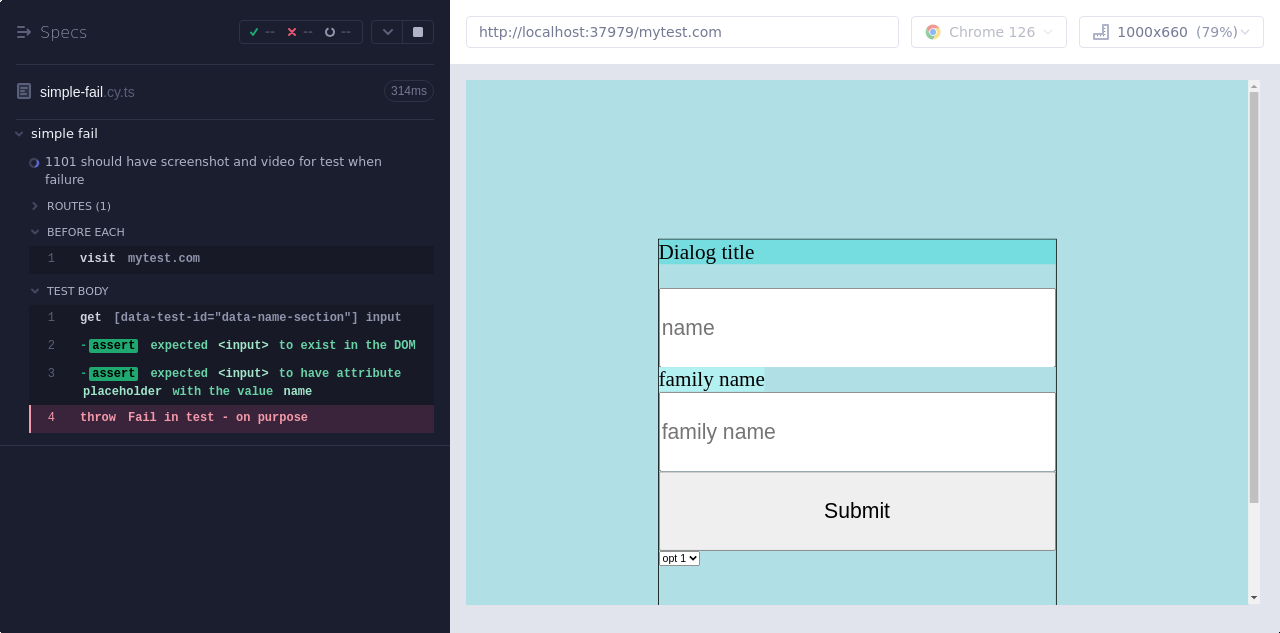 Specs
-- -- --
simple-fail.cy.ts 314ms
simple fail
1101 should have screenshot and video for test when
failure
ROUTES (1)
BEFORE EACH
1 visit mytest.com
TEST BODY
1 get [data-test-id="data-name-section"] input
2 -assert expected <input> to exist in the DOM
3 -assert expected <input> to have attribute
placeholder with the value name
4 throw Fail in test - on purpose
http://localhost:37979/mytest.com
Chrome 126
1000x660 (79%)
Dialog title
name
family name
family name
Submit
opt 1